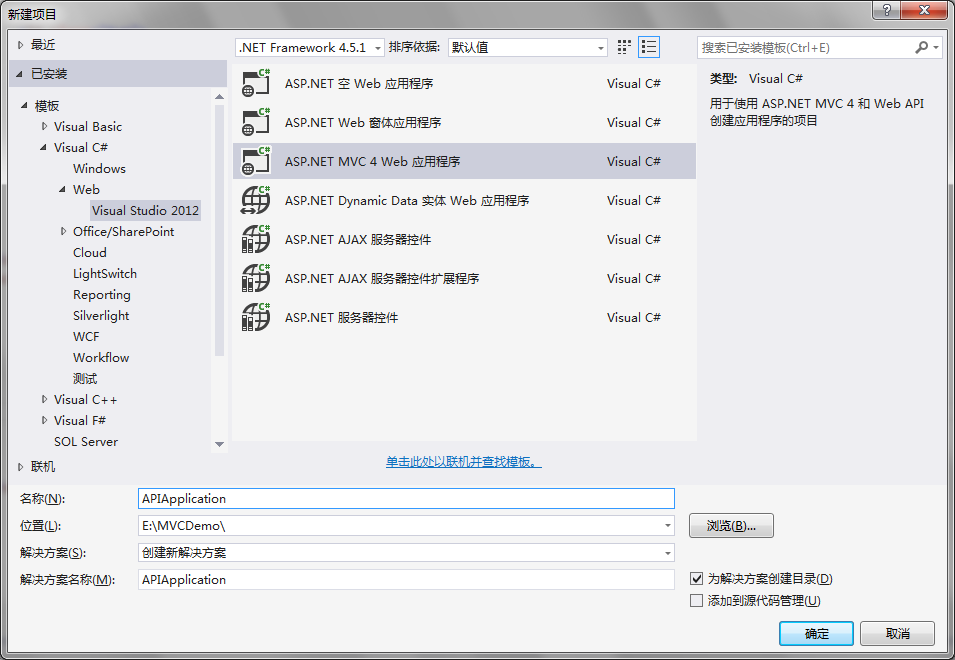 新建项目
最近
已安装
模板
Visual Basic
Visual C#
Windows
Web
Visual Studio 2012
Office/SharePoint
Cloud
LightSwitch
Reporting
Silverlight
WCF
Workflow
测试
Visual C++
Visual F#
SQL Server
联机
.NET Framework 4.5.1 排序依据: 默认值
C# ASP.NET 空 Web 应用程序 Visual C#
C# ASP.NET Web 窗体应用程序 Visual C#
C# ASP.NET MVC 4 Web 应用程序 Visual C#
C# ASP.NET Dynamic Data 实体 Web 应用程序 Visual C#
C# ASP.NET AJAX 服务器控件 Visual C#
C# ASP.NET AJAX 服务器控件扩展程序 Visual C#
C# ASP.NET 服务器控件 Visual C#
单击此处以联机并查找模板。
搜索已安装模板(Ctrl+E)
类型: Visual C#
用于使用 ASP.NET MVC 4 和 Web API
创建应用程序的项目
名称(N): APIApplication
位置(L): E:\MVCDemo\ 浏览(B)...
解决方案(S): 创建新解决方案
解决方案名称(M): APIApplication
为解决方案创建目录(D)
添加到源代码管理(U)
确定 取消